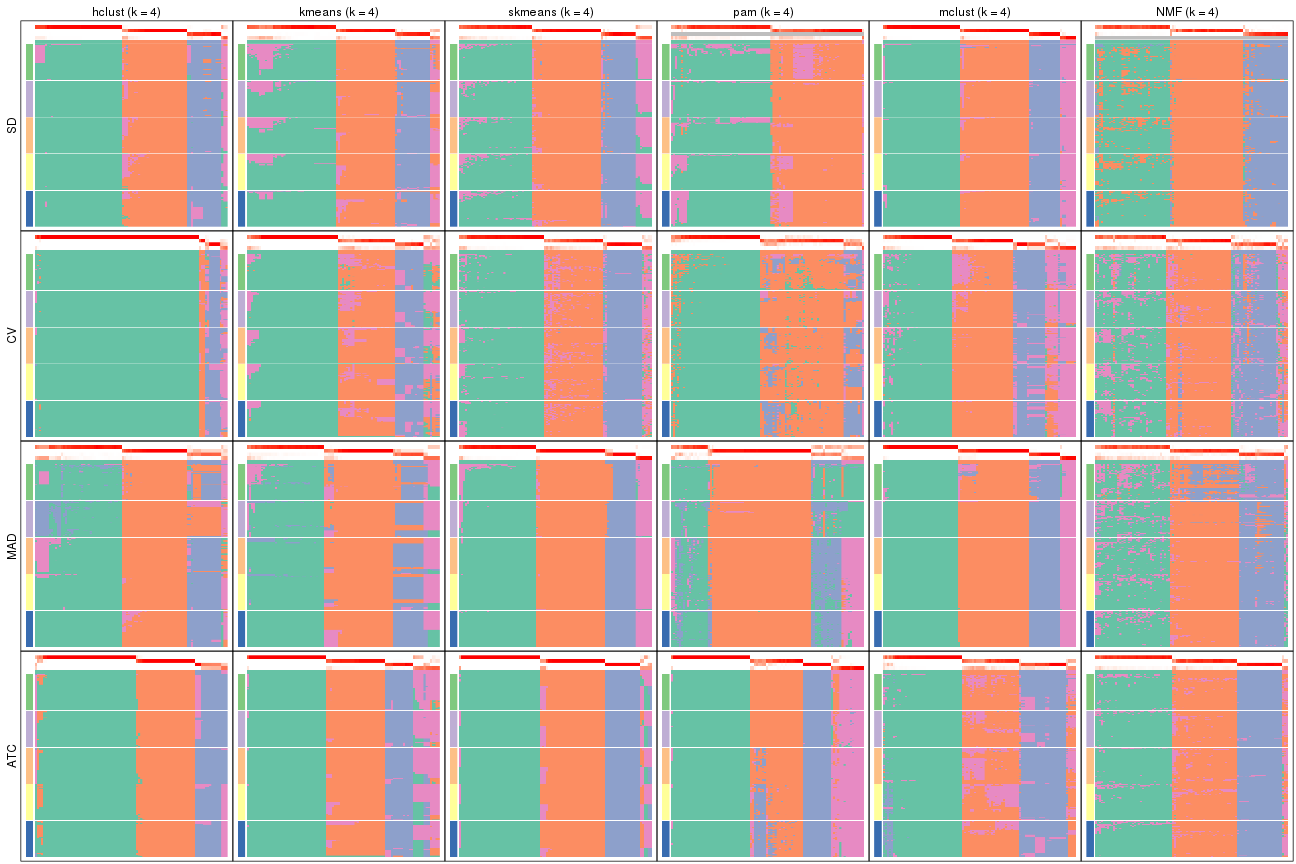 hclust (k = 4)
kmeans (k = 4)
skmeans (k = 4)
pam (k = 4)
mclust (k = 4)
NMF (k = 4)
SD
CV
MAD
ATC